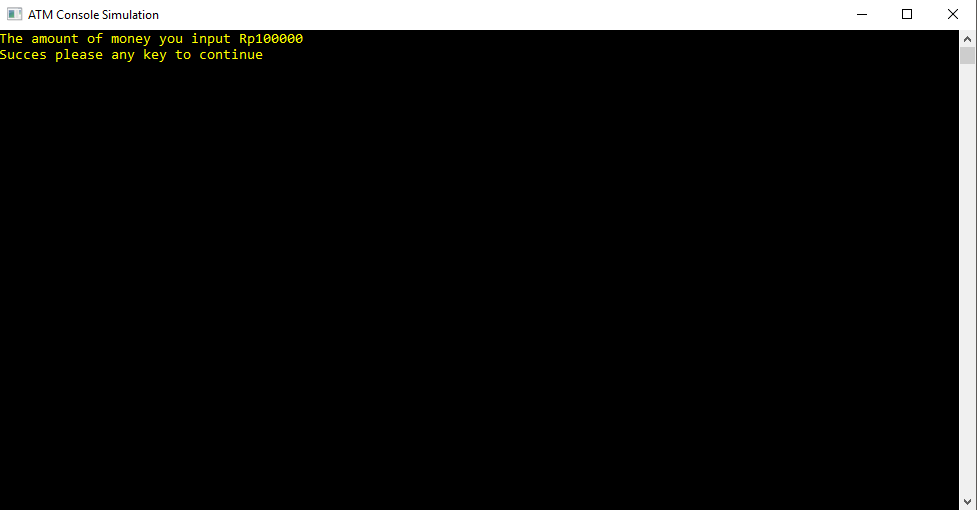 ATM Console Simulation
The amount of money you input Rp100000
Succes please any key to continue